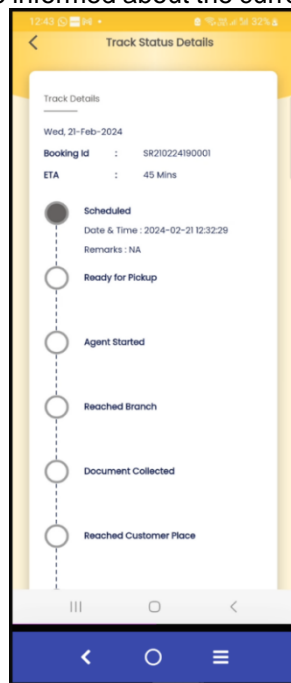 informed about the curr
12:43
32%
Track Status Details
Track Details
Wed, 21-Feb-2024
Booking Id : SR210224190001
ETA : 45 Mins
Scheduled
Date & Time : 2024-02-21 12:32:29
Remarks : NA
Ready for Pickup
Agent Started
Reached Branch
Document Collected
Reached Customer Place